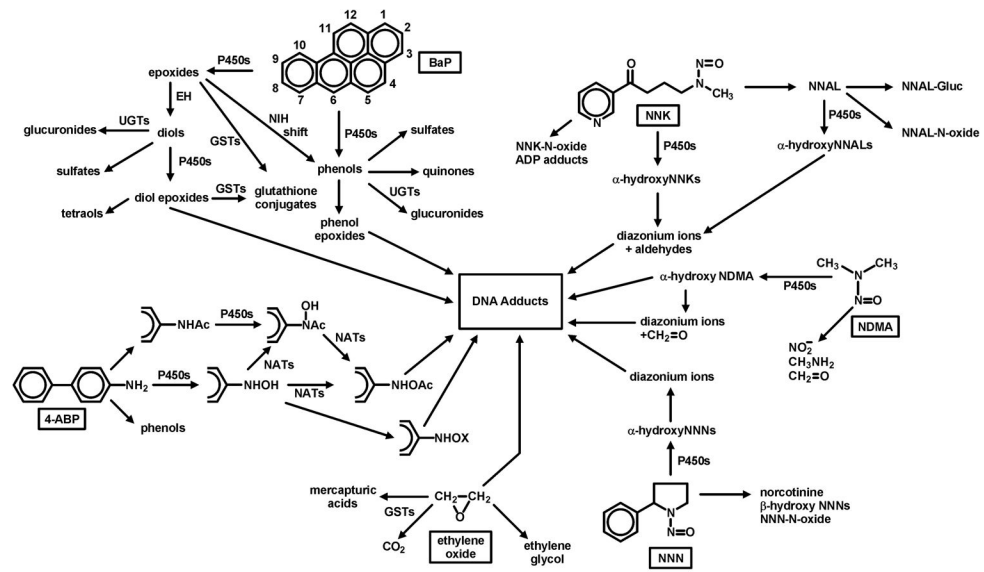 12
1
11
2
10
3
9
4
8
7
6
5
BaP
P450s
epoxides
EH
UGTs
glucuronides
diols
GSTs
NIH
shift
P450s
sulfates
sulfates
P450s
phenols
quinones
UGTs
glucuronides
diol epoxides
GSTs
glutathione
conjugates
tetraols
phenol
epoxides
O
N=O
N
CH3
N
NNK
NNK-N-oxide
ADP adducts
P450s
α-hydroxyNNKs
diazonium ions
+ aldehydes
NNAL
NNAL-Gluc
P450s
NNAL-N-oxide
α-hydroxyNNALs
DNA Adducts
α-hydroxy NDMA
P450s
CH3
CH3
N
N=O
NDMA
diazonium ions
+CH2=O
NO2−
CH3NH2
CH2=O
diazonium ions
α-hydroxyNNNs
P450s
N
N=O
NNN
norcotinine
β-hydroxy NNNs
NNN-N-oxide
NHAc
P450s
OH
NAc
NATs
NATs
NH2
P450s
NHOH
NATs
NHOAc
4-ABP
phenols
NHOX
mercapturic
acids
GSTs
CH2
CH2
O
CO2
ethylene
oxide
ethylene
glycol